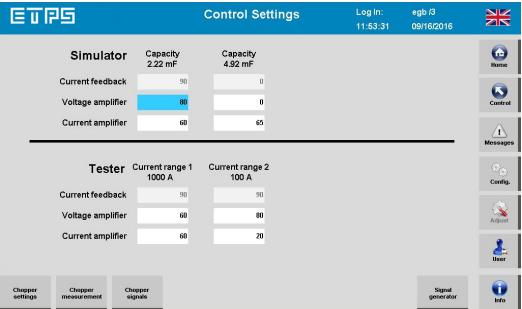 ETPS
Control Settings
Log In: egb /3
11:53:31 09/16/2016
Simulator
Capacity 2.22 mF
Capacity 4.92 mF
Current feedback 90 0
Voltage amplifier 80 0
Current amplifier 60 65
Tester
Current range 1 1000 A
Current range 2 100 A
Current feedback 90 90
Voltage amplifier 60 80
Current amplifier 60 20
Home
Control
Messages
Config.
Adjust
User
Info
Chopper settings
Chopper measurement
Chopper signals
Signal generator